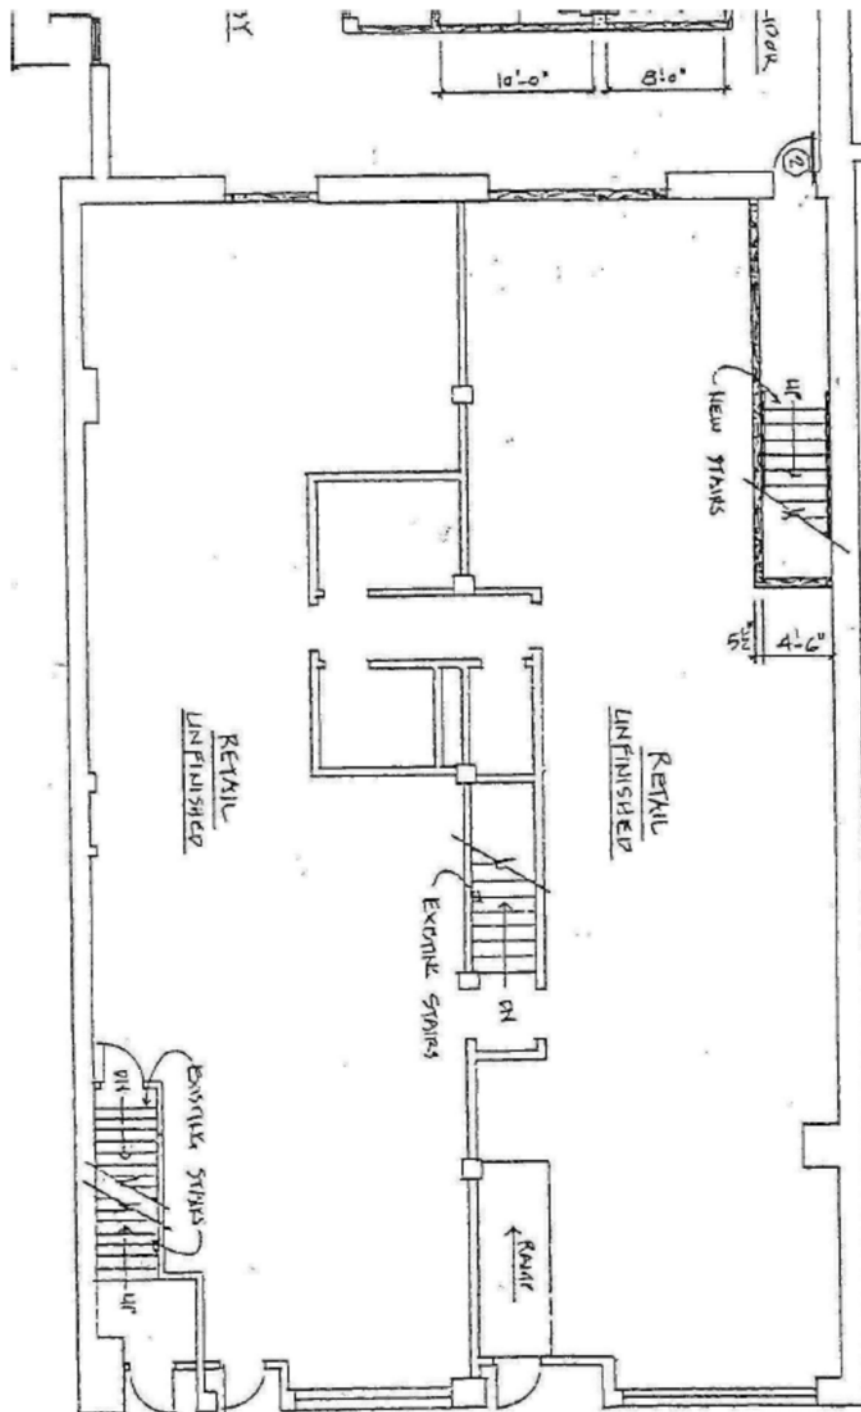 10'-0"
8'-0"
2
UP
NEW STAIRS
5½"
4'-6"
RETAIL
UNFINISHED
RETAIL
UNFINISHED
EXISTING STAIRS
DN
DN
EXISTING STAIRS
UP
RAMP